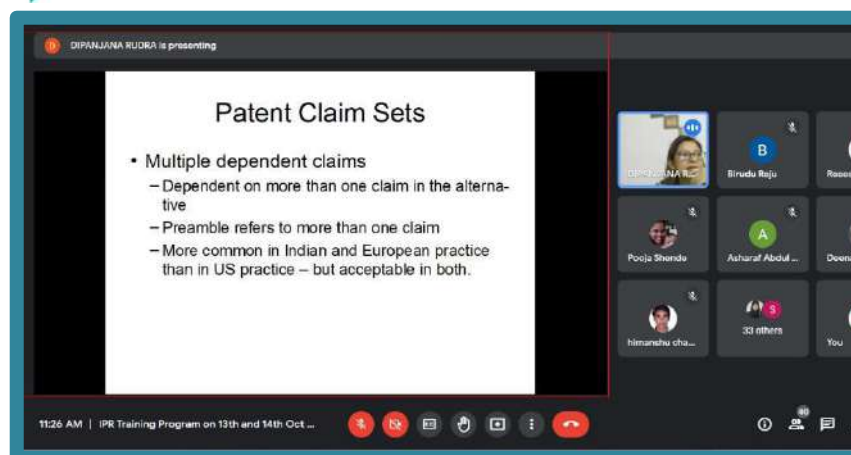 D
DIPANJANA RUDRA is presenting
Patent Claim Sets
• Multiple dependent claims
– Dependent on more than one claim in the alterna-
tive
– Preamble refers to more than one claim
– More common in Indian and European practice
than in US practice – but acceptable in both.
DIPANJANA R...
B
Birudu Raju
Pooja Shende
A
Asharaf Abdul ...
Deena
himanshu cha...
S
33 others
You
11:26 AM | IPR Training Program on 13th and 14th Oct ...
40